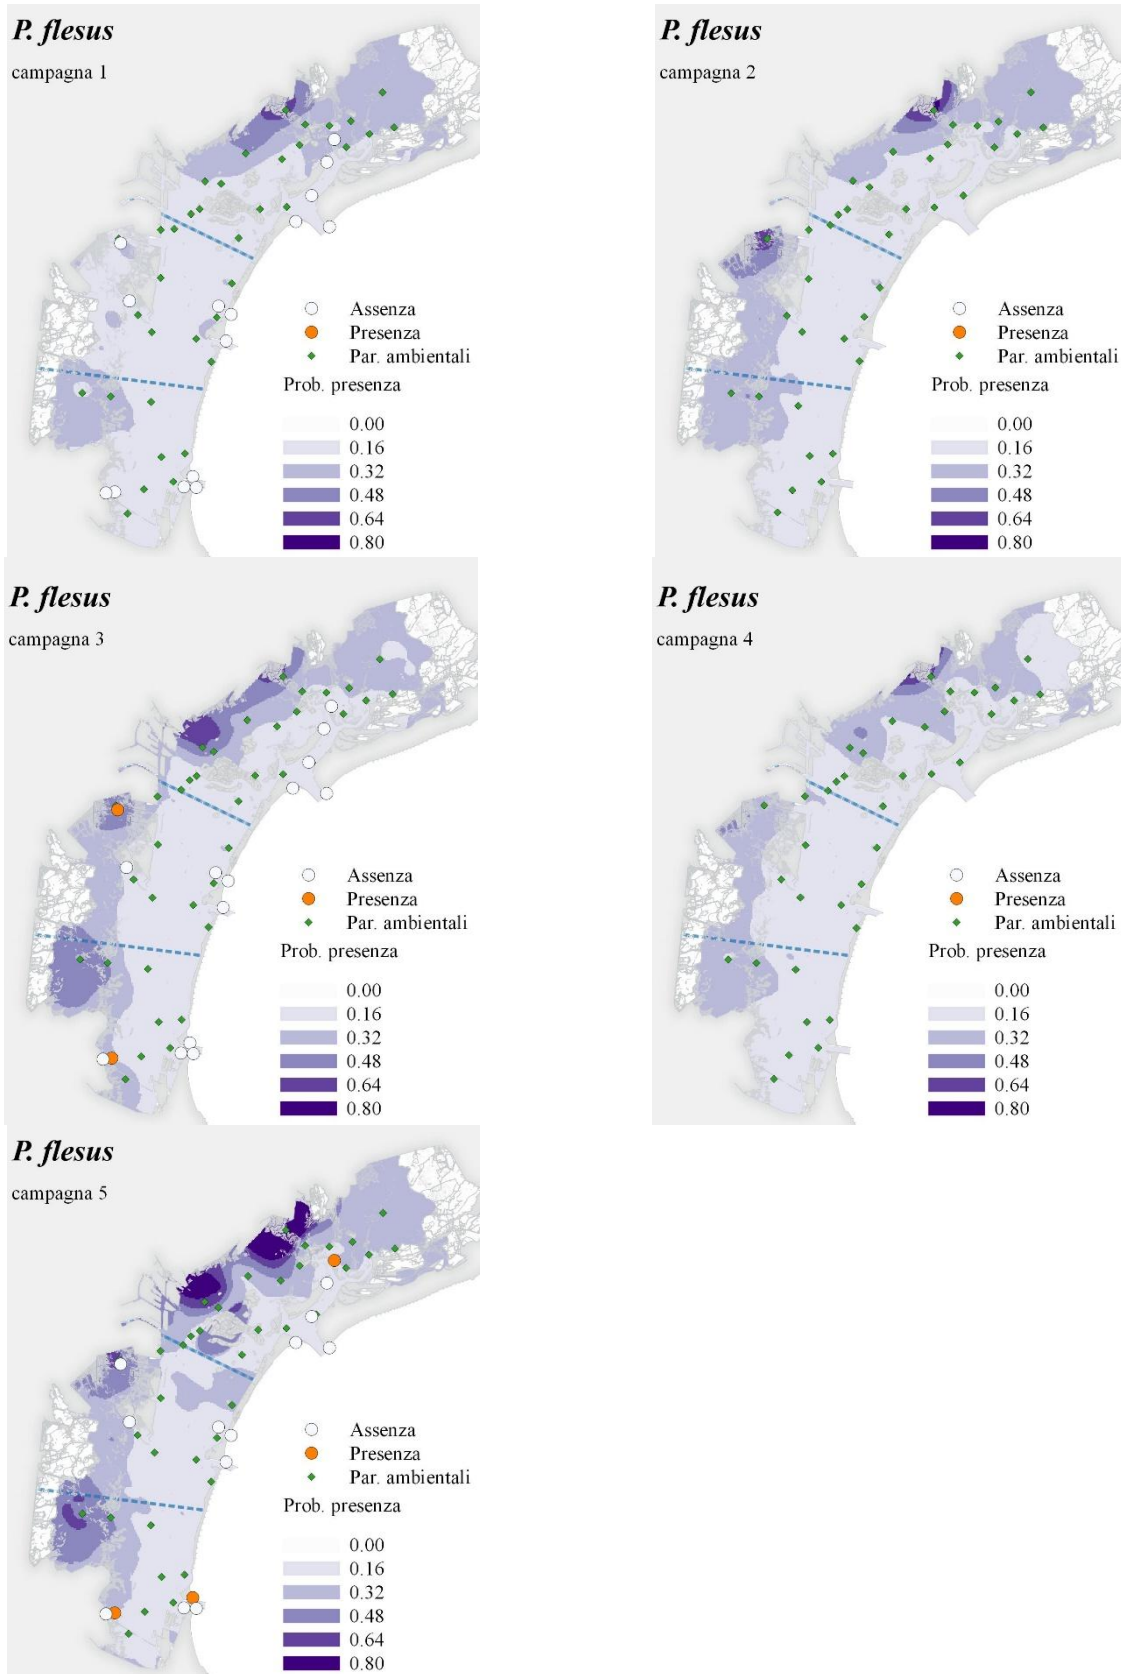 P. flesus
campagna 1
Assenza
Presenza
Par. ambientali
Prob. presenza
0.00
0.16
0.32
0.48
0.64
0.80
P. flesus
campagna 2
Assenza
Presenza
Par. ambientali
Prob. presenza
0.00
0.16
0.32
0.48
0.64
0.80
P. flesus
campagna 3
Assenza
Presenza
Par. ambientali
Prob. presenza
0.00
0.16
0.32
0.48
0.64
0.80
P. flesus
campagna 4
Assenza
Presenza
Par. ambientali
Prob. presenza
0.00
0.16
0.32
0.48
0.64
0.80
P. flesus
campagna 5
Assenza
Presenza
Par. ambientali
Prob. presenza
0.00
0.16
0.32
0.48
0.64
0.80